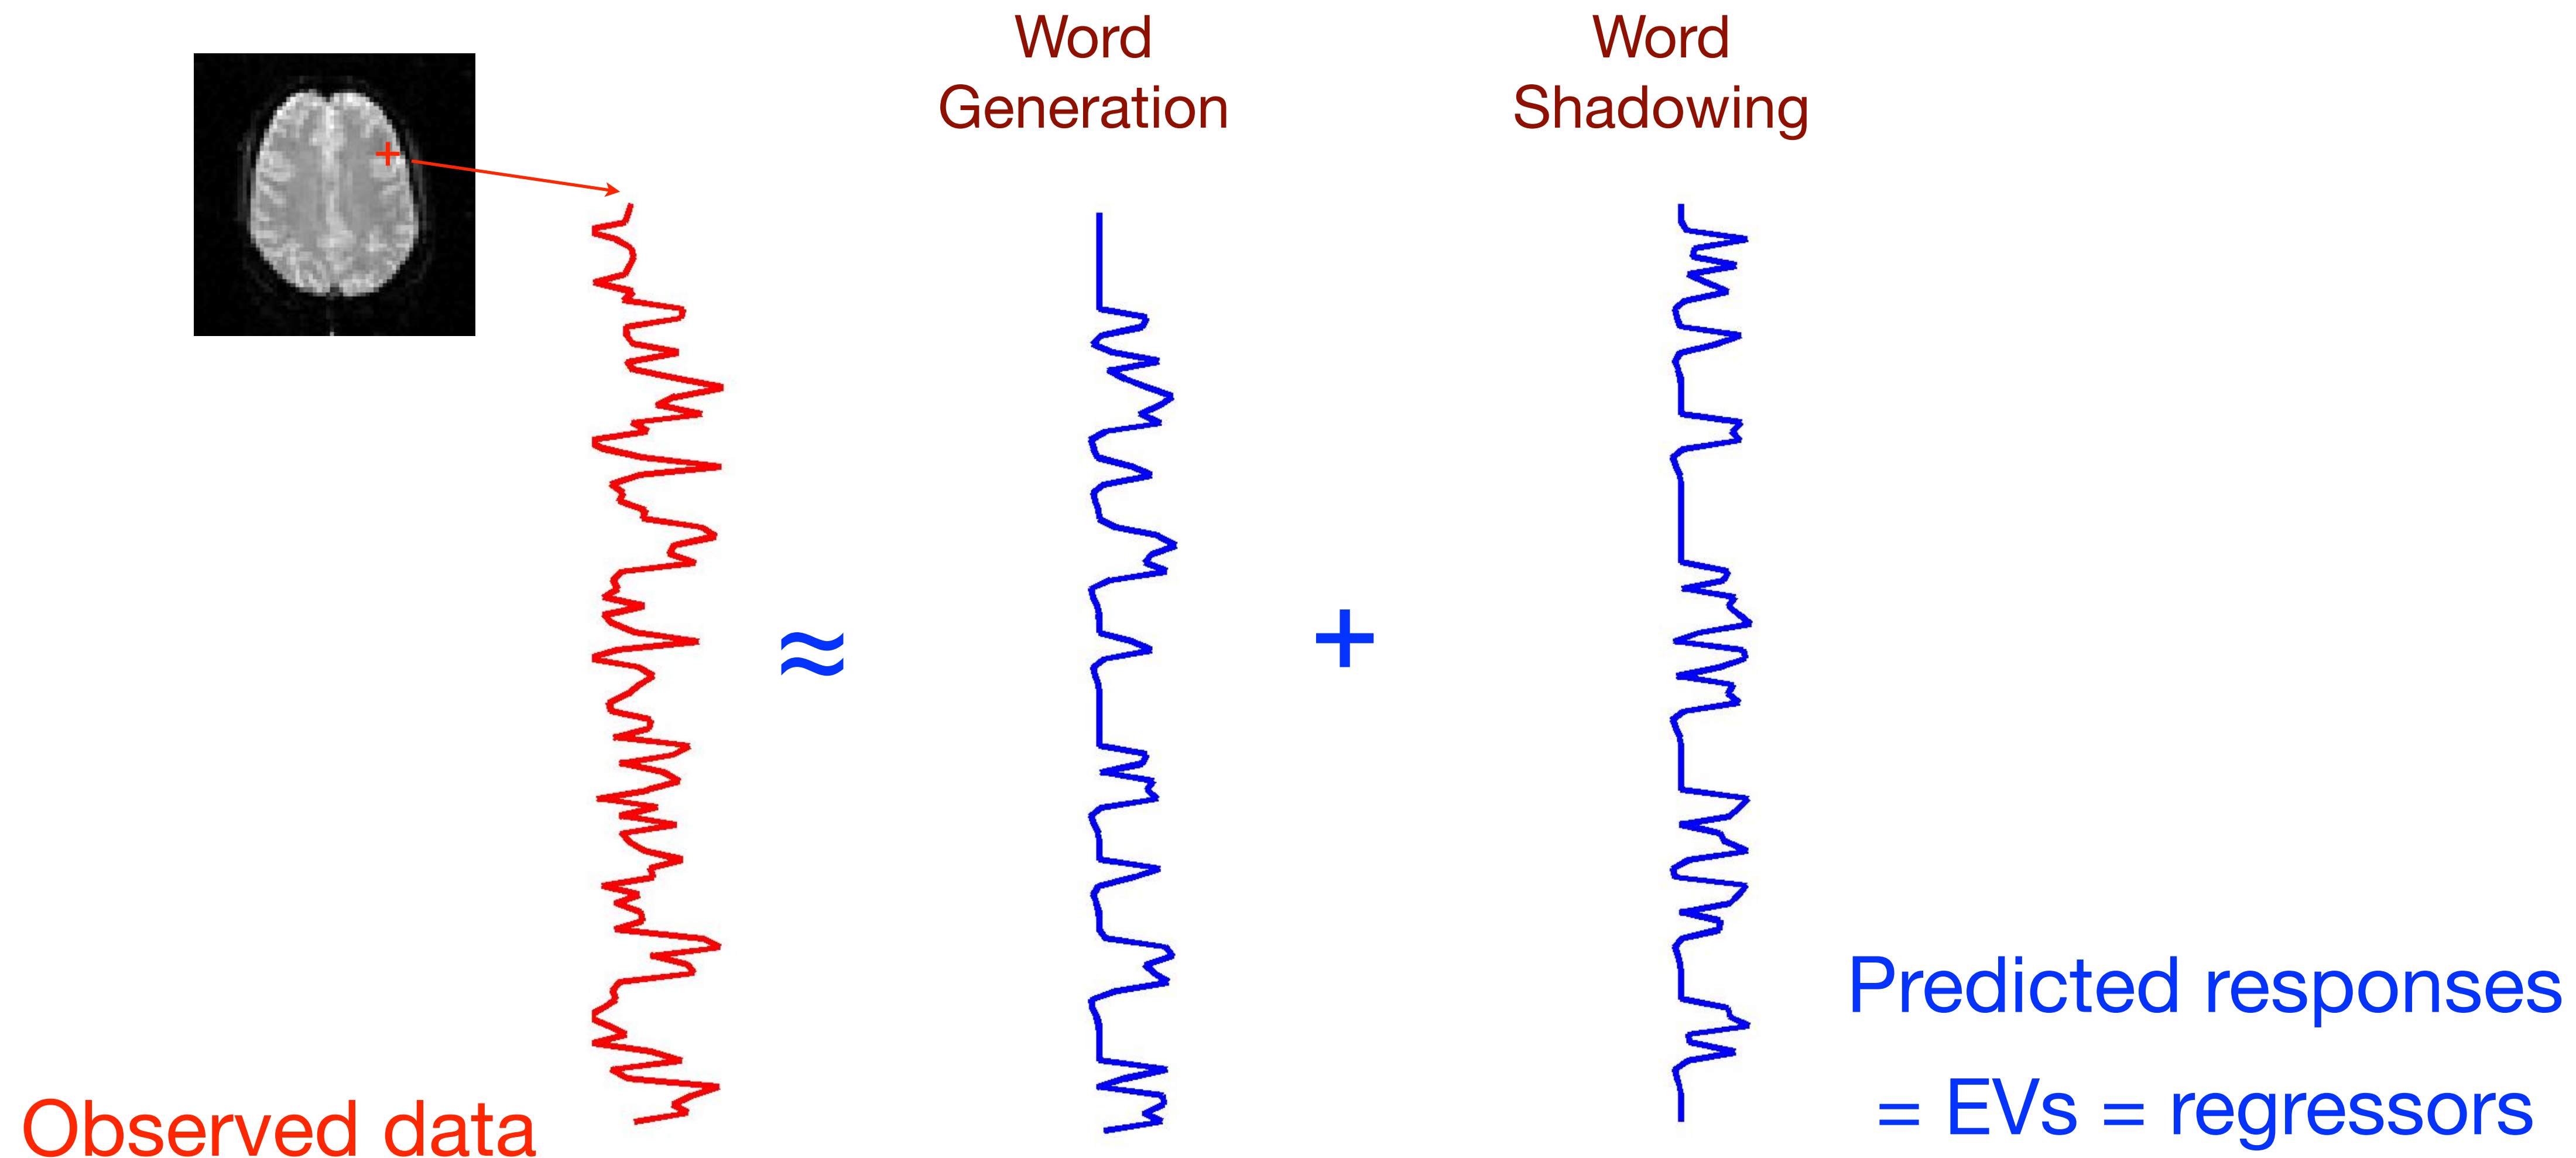 Word
Generation
Word
Shadowing
≈
+
Predicted responses
= EVs = regressors
Observed data